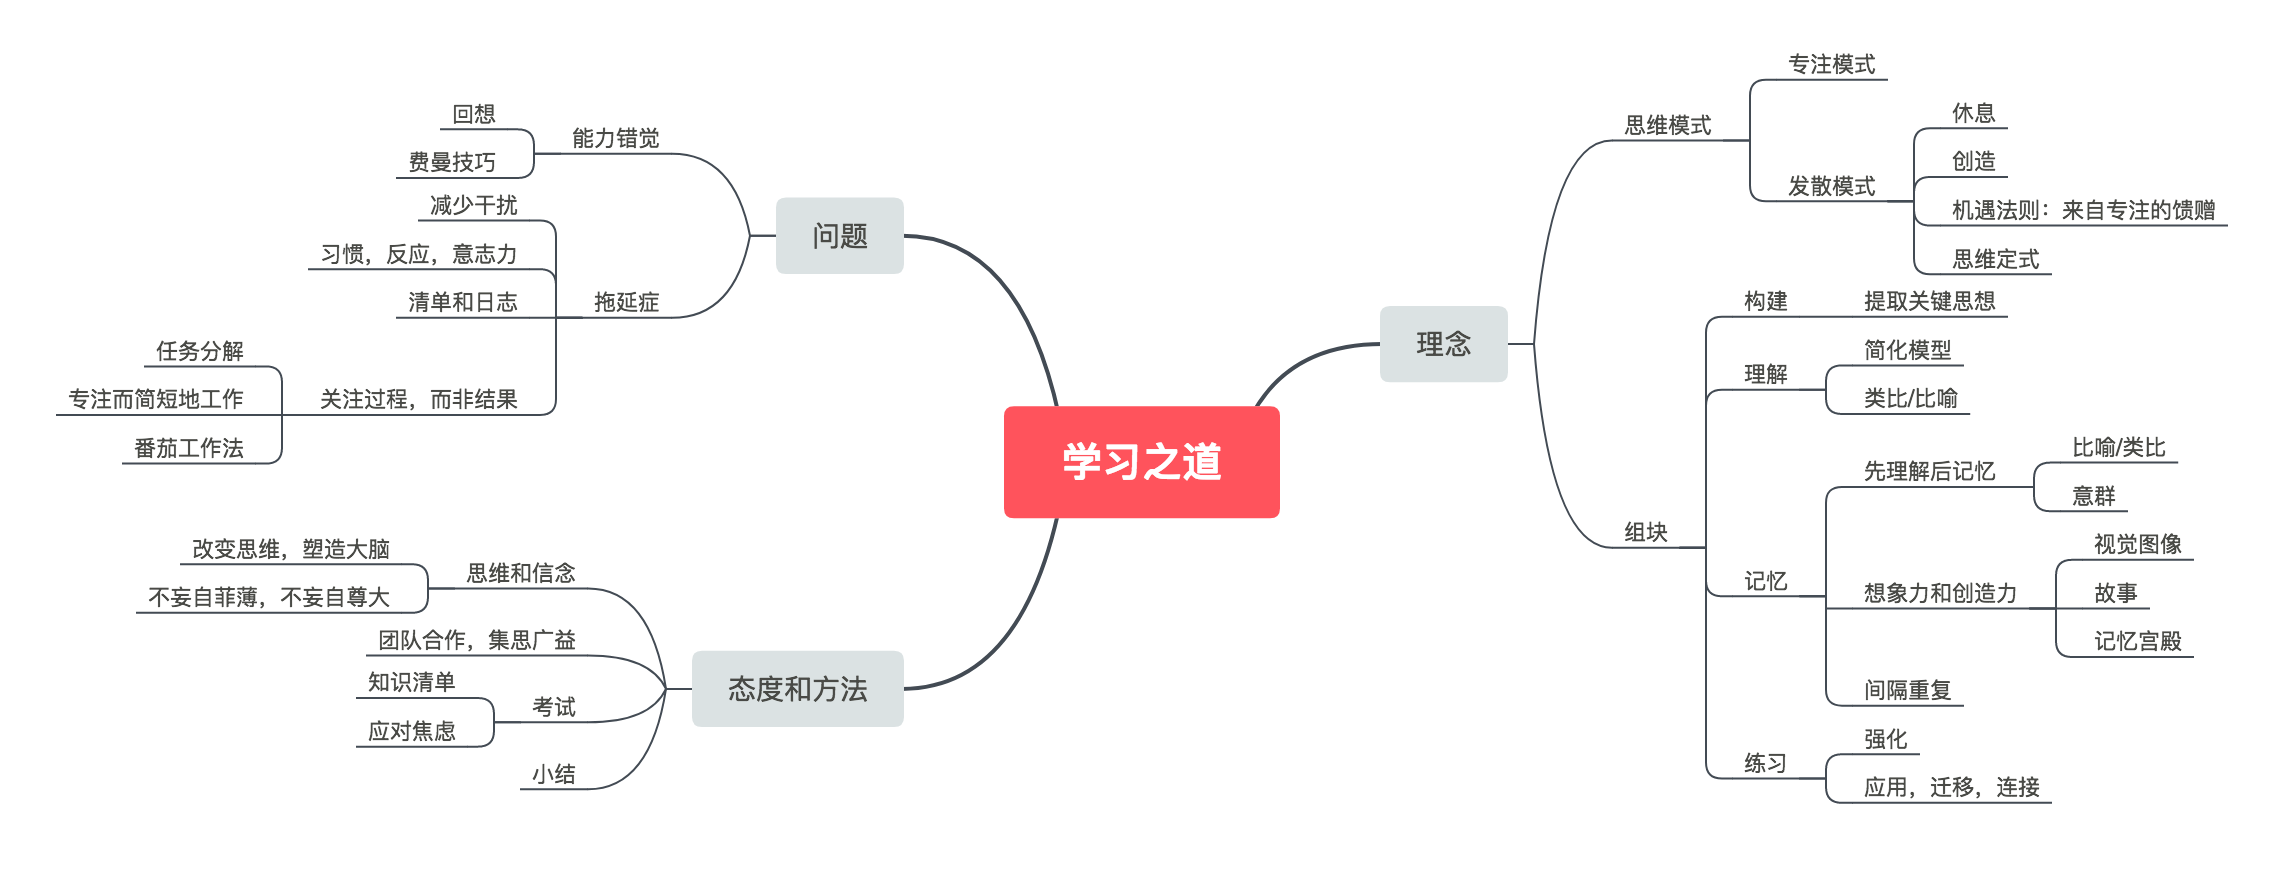 学习之道
理念
思维模式
专注模式
发散模式
休息
创造
机遇法则：来自专注的馈赠
思维定式
组块
构建
提取关键思想
理解
简化模型
类比/比喻
记忆
先理解后记忆
比喻/类比
意群
想象力和创造力
视觉图像
故事
记忆宫殿
间隔重复
练习
强化
应用，迁移，连接
问题
能力错觉
回想
费曼技巧
拖延症
减少干扰
习惯，反应，意志力
清单和日志
关注过程，而非结果
任务分解
专注而简短地工作
番茄工作法
态度和方法
思维和信念
改变思维，塑造大脑
不妄自菲薄，不妄自尊大
团队合作，集思广益
考试
知识清单
应对焦虑
小结